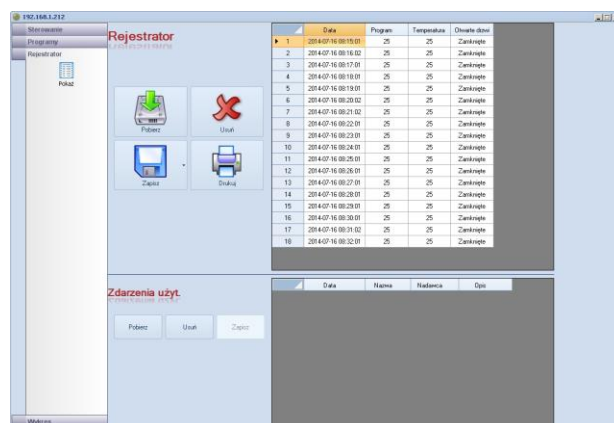 192.168.1.212
Sterowanie
Programy
Rejestrator
Pokaż
Rejestrator
Pobierz
Usuń
Zapisz
Drukuj
Data Program Temperatura Otwarte drzwi
1 2014-07-16 08:15:01 25 25 Zamknięte
2 2014-07-16 08:16:02 25 25 Zamknięte
3 2014-07-16 08:17:01 25 25 Zamknięte
4 2014-07-16 08:18:01 25 25 Zamknięte
5 2014-07-16 08:19:01 25 25 Zamknięte
6 2014-07-16 08:20:02 25 25 Zamknięte
7 2014-07-16 08:21:02 25 25 Zamknięte
8 2014-07-16 08:22:01 25 25 Zamknięte
9 2014-07-16 08:23:01 25 25 Zamknięte
10 2014-07-16 08:24:01 25 25 Zamknięte
11 2014-07-16 08:25:01 25 25 Zamknięte
12 2014-07-16 08:26:01 25 25 Zamknięte
13 2014-07-16 08:27:01 25 25 Zamknięte
14 2014-07-16 08:28:01 25 25 Zamknięte
15 2014-07-16 08:29:01 25 25 Zamknięte
16 2014-07-16 08:30:01 25 25 Zamknięte
17 2014-07-16 08:31:02 25 25 Zamknięte
18 2014-07-16 08:32:01 25 25 Zamknięte
Zdarzenia użyt.
Pobierz Usuń Zapisz
Data Nazwa Nadawca Opis
Wykres